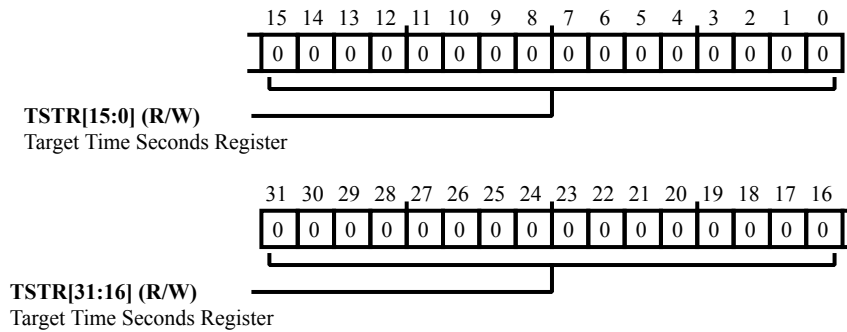 15 14 13 12 11 10 9 8 7 6 5 4 3 2 1 0
0 0 0 0 0 0 0 0 0 0 0 0 0 0 0 0
TSTR[15:0] (R/W)
Target Time Seconds Register
31 30 29 28 27 26 25 24 23 22 21 20 19 18 17 16
0 0 0 0 0 0 0 0 0 0 0 0 0 0 0 0
TSTR[31:16] (R/W)
Target Time Seconds Register